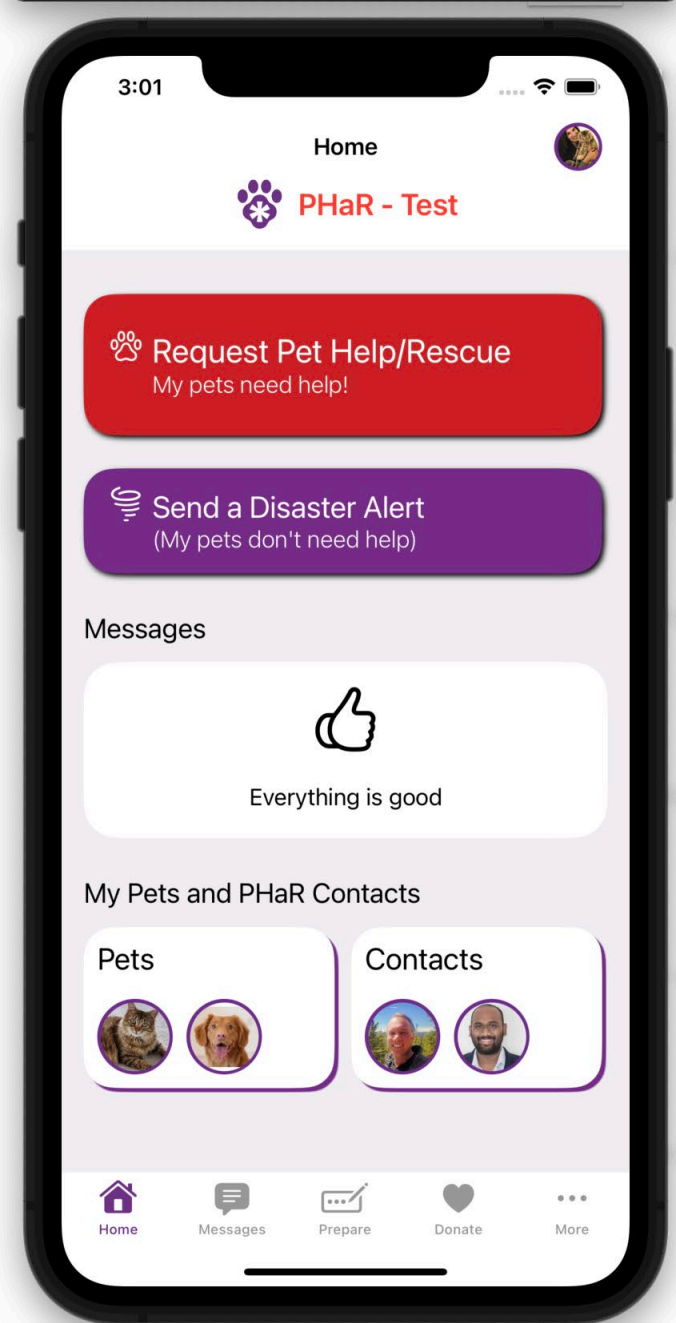 3:01
Home
PHaR - Test
Request Pet Help/Rescue
My pets need help!
Send a Disaster Alert
(My pets don't need help)
Messages
Everything is good
My Pets and PHaR Contacts
Pets
Contacts
Home
Messages
Prepare
Donate
More